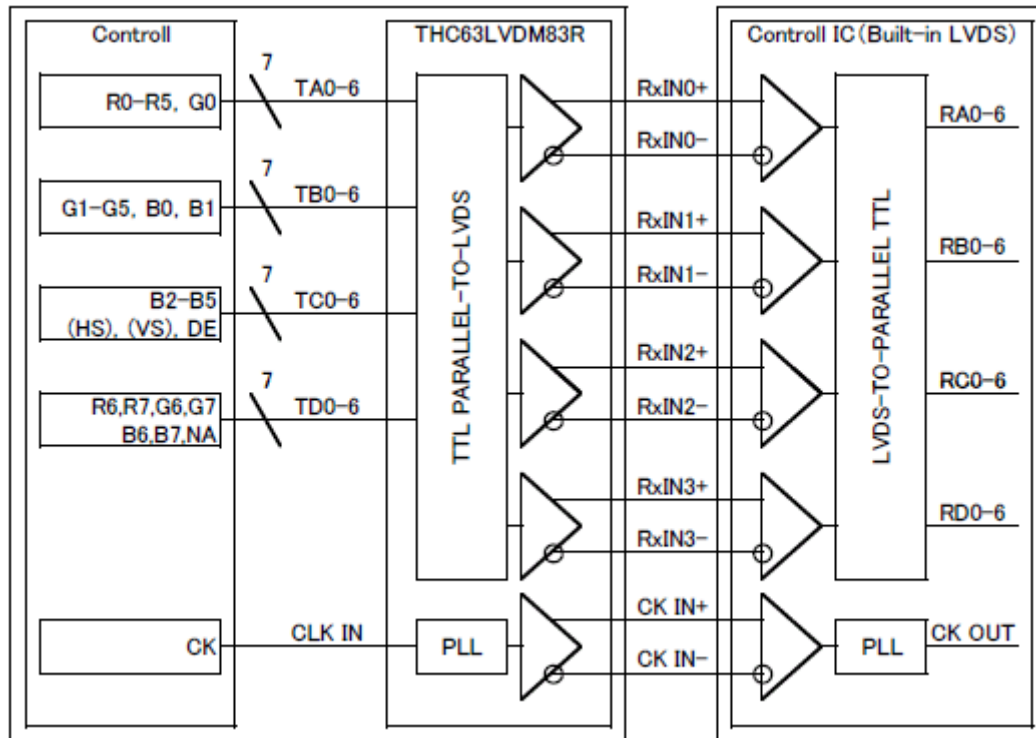 Controll
THC63LVDM83R
Controll IC(Built-in LVDS)
R0-R5, G0
7
TA0-6
RxIN0+
RxIN0-
RA0-6
G1-G5, B0, B1
7
TB0-6
RxIN1+
RxIN1-
RB0-6
B2-B5
(HS), (VS), DE
7
TC0-6
RxIN2+
RxIN2-
RC0-6
R6,R7,G6,G7
B6,B7,NA
7
TD0-6
RxIN3+
RxIN3-
RD0-6
TTL PARALLEL-TO-LVDS
LVDS-TO-PARALLEL TTL
CK
CLK IN
PLL
CK IN+
CK IN-
PLL
CK OUT